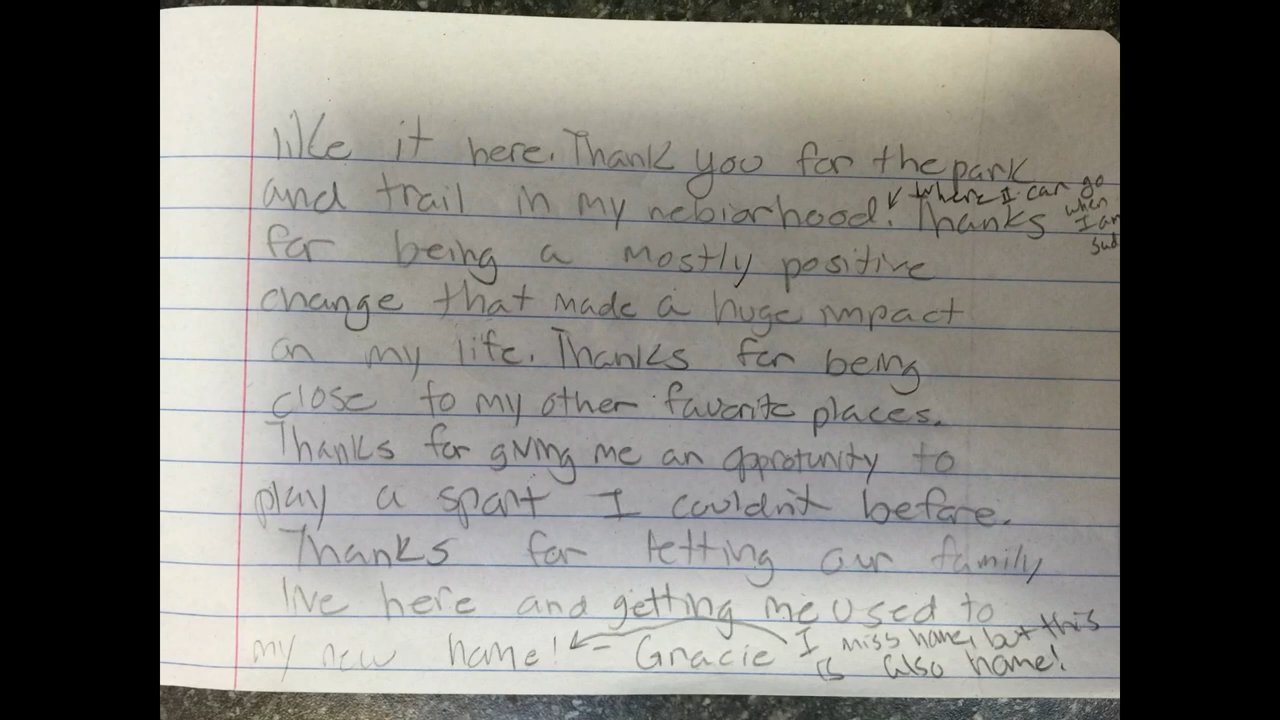 like it here. Thank you for the park
and trail in my nebiorhood. ↙ where I can go
when
I am
sad
Thanks
for being a mostly positive
change that made a huge impact
on my life. Thanks for being
close to my other favorite places.
Thanks for giving me an opprotunity to
play a sport I couldn't before.
Thanks for letting our family
live here and getting me used to
my new home! ← - Gracie
I miss home, but this
is also home!